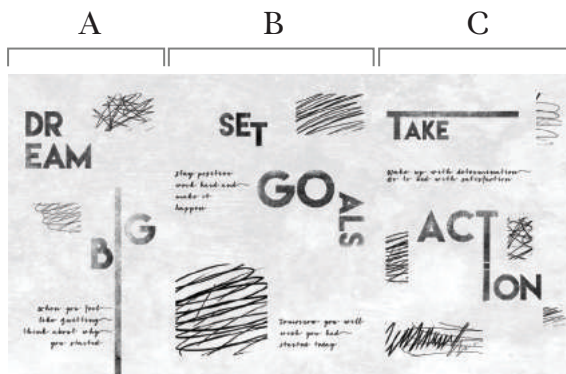 A
B
C
DR
EAM
BIG
When you feel
like quitting
think about why
you started
SET
Stay positive
work hard and
make it
happen
GOALS
Tomorrow you will
wish you had
started today
TAKE
Wake up with determination
Go to bed with satisfaction
ACT
ION